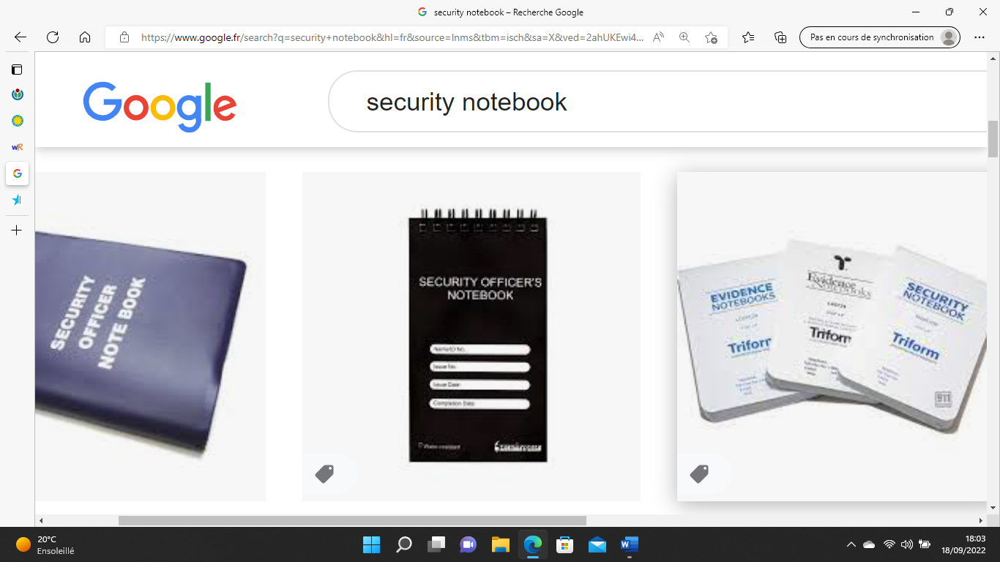 security notebook – Recherche Google
https://www.google.fr/search?q=security+notebook&hl=fr&source=lnms&tbm=isch&sa=X&ved=2ahUKEwi4...
Pas en cours de synchronisation
Google
security notebook
SECURITY
OFFICER
NOTE BOOK
SECURITY OFFICER'S
NOTEBOOK
Name/ID No.
Issue No.
Issue Date
Completion Date
Water-resistant
EVIDENCE
NOTEBOOKS
Triform
Evidence
Notebooks
Triform
SECURITY
NOTEBOOK
Triform
911
20°C
Ensoleillé
18:03
18/09/2022